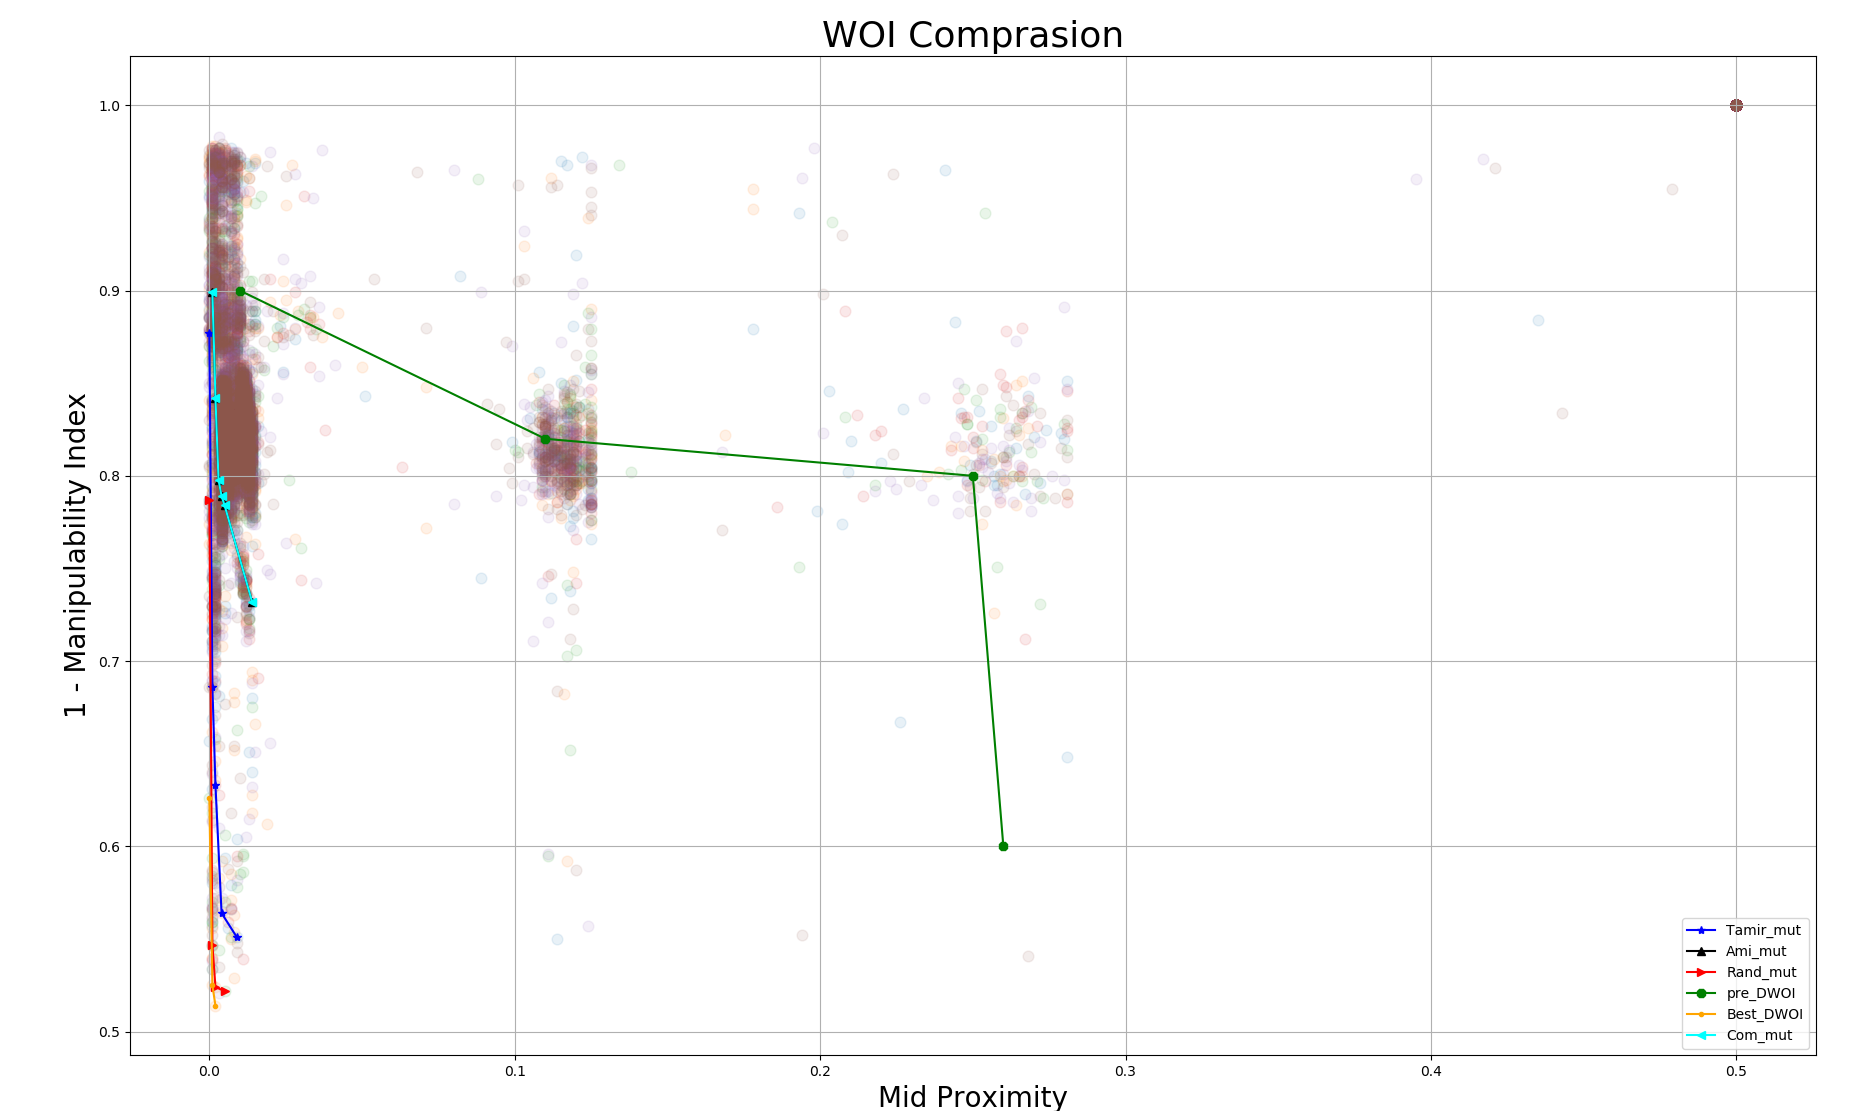 WOI Comprasion
1 - Manipulability Index
1.0
0.9
0.8
0.7
0.6
0.5
0.0
0.1
0.2
0.3
0.4
0.5
Mid Proximity
Tamir_mut
Ami_mut
Rand_mut
pre_DWOI
Best_DWOI
Com_mut